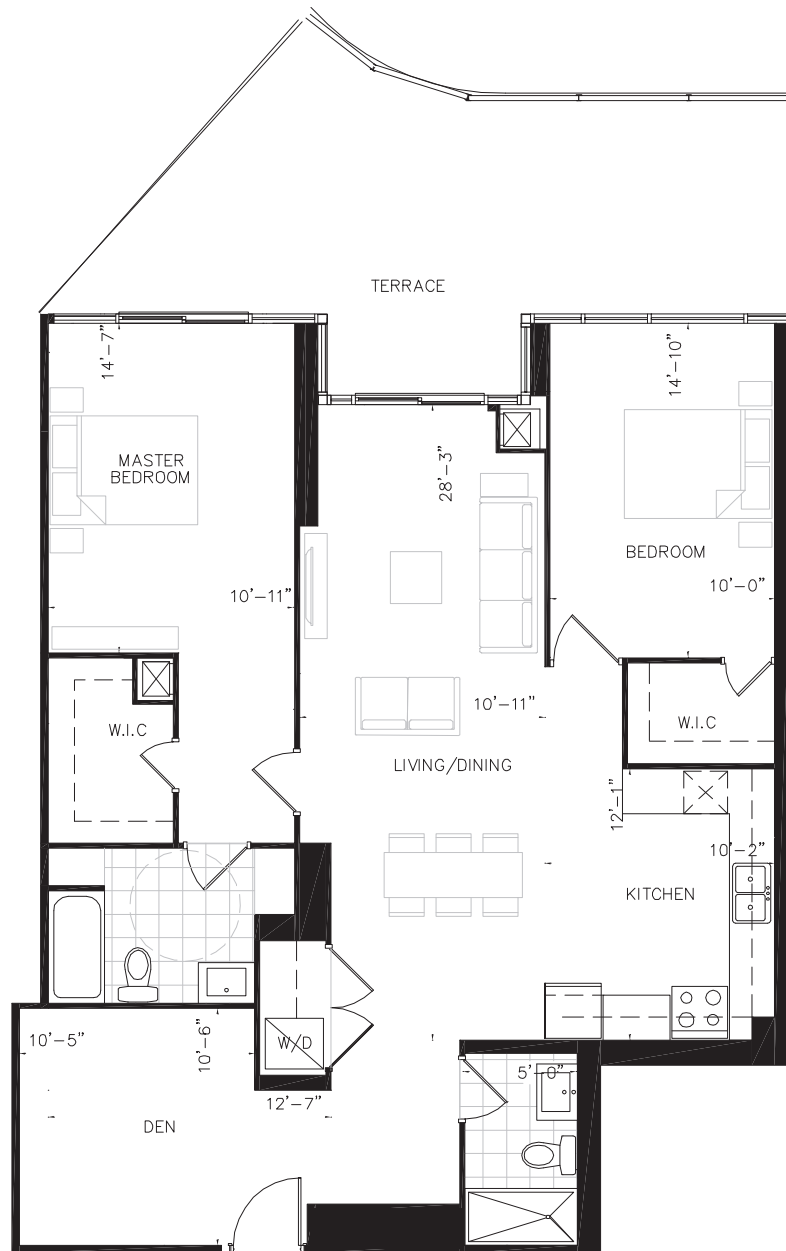 TERRACE
14'-7"
14'-10"
28'-3"
MASTER
BEDROOM
BEDROOM
10'-11"
10'-0"
10'-11"
W.I.C
W.I.C
LIVING/DINING
12'-1"
10'-2"
KITCHEN
10'-5"
10'-6"
W/D
5'-0"
12'-7"
DEN